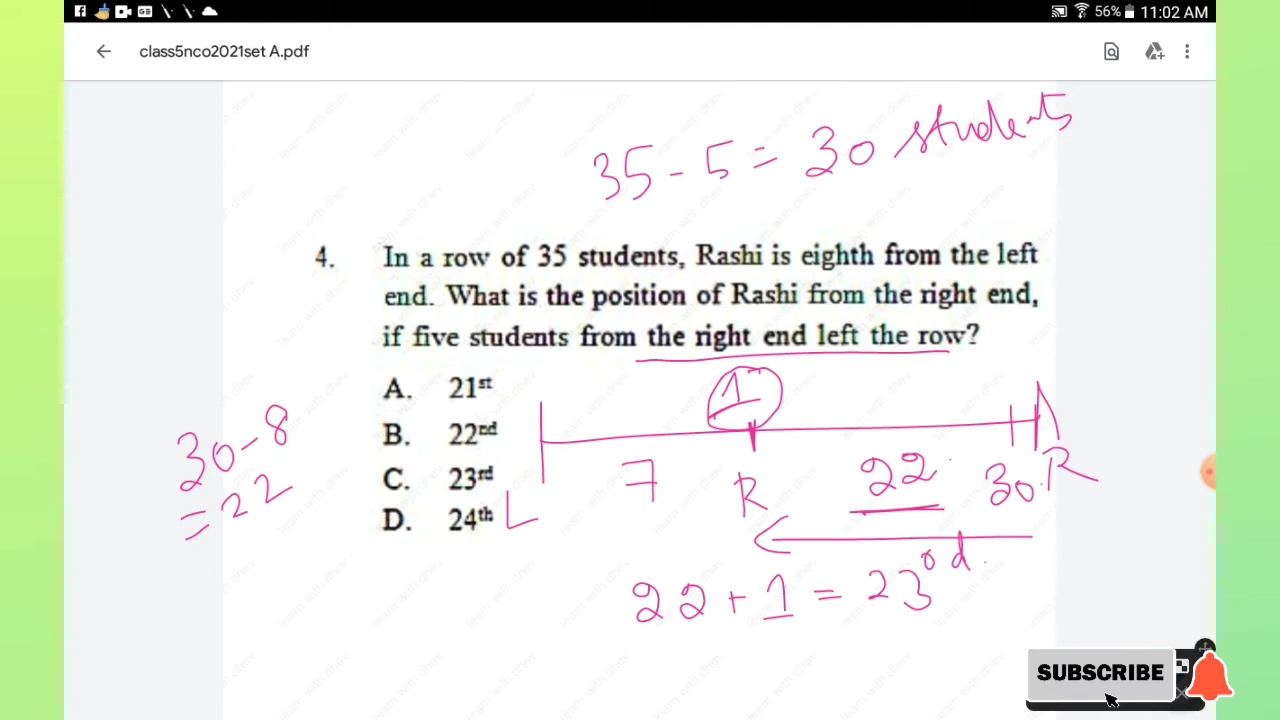 56% 11:02 AM
class5nco2021set A.pdf
35 - 5 = 30 students
4. In a row of 35 students, Rashi is eighth from the left
end. What is the position of Rashi from the right end,
if five students from the right end left the row?
A. 21st
B. 22nd
C. 23rd
D. 24th
30 - 8
= 22
1
L 7 R 22 30 R
22 + 1 = 23rd
SUBSCRIBE
learn with dhev